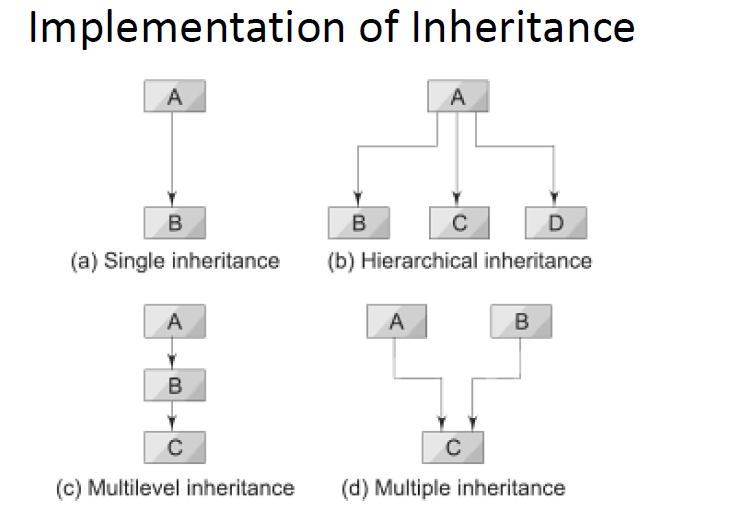 Implementation of Inheritance
A
A
B
B
C
D
(a) Single inheritance
(b) Hierarchical inheritance
A
A
B
B
C
C
(c) Multilevel inheritance
(d) Multiple inheritance